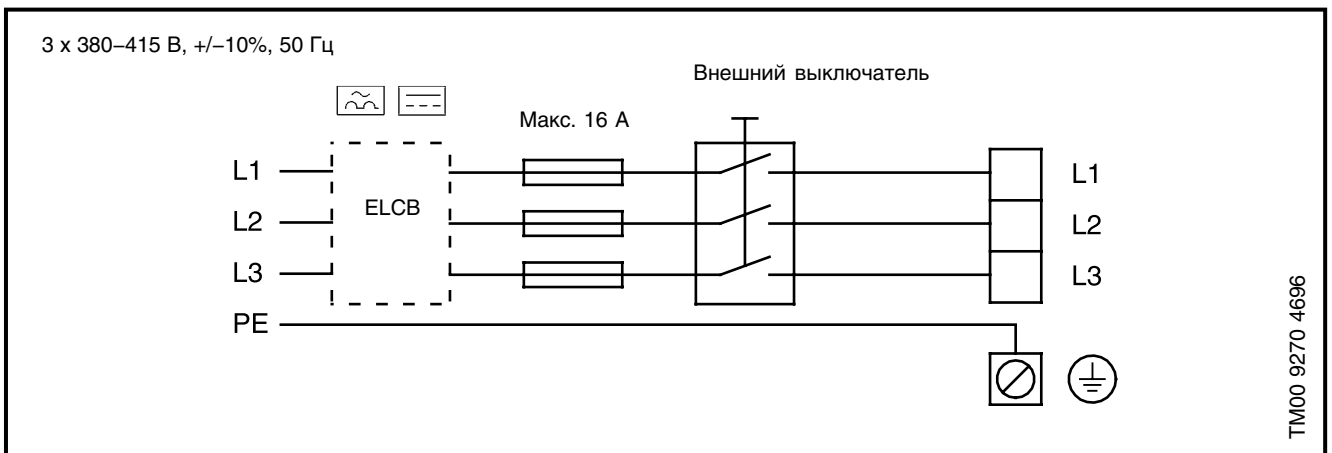 3 x 380–415 В, +/–10%, 50 Гц
Внешний выключатель
Макс. 16 А
L1
L1
ELCB
L2
L2
L3
L3
PE
TM00 9270 4696